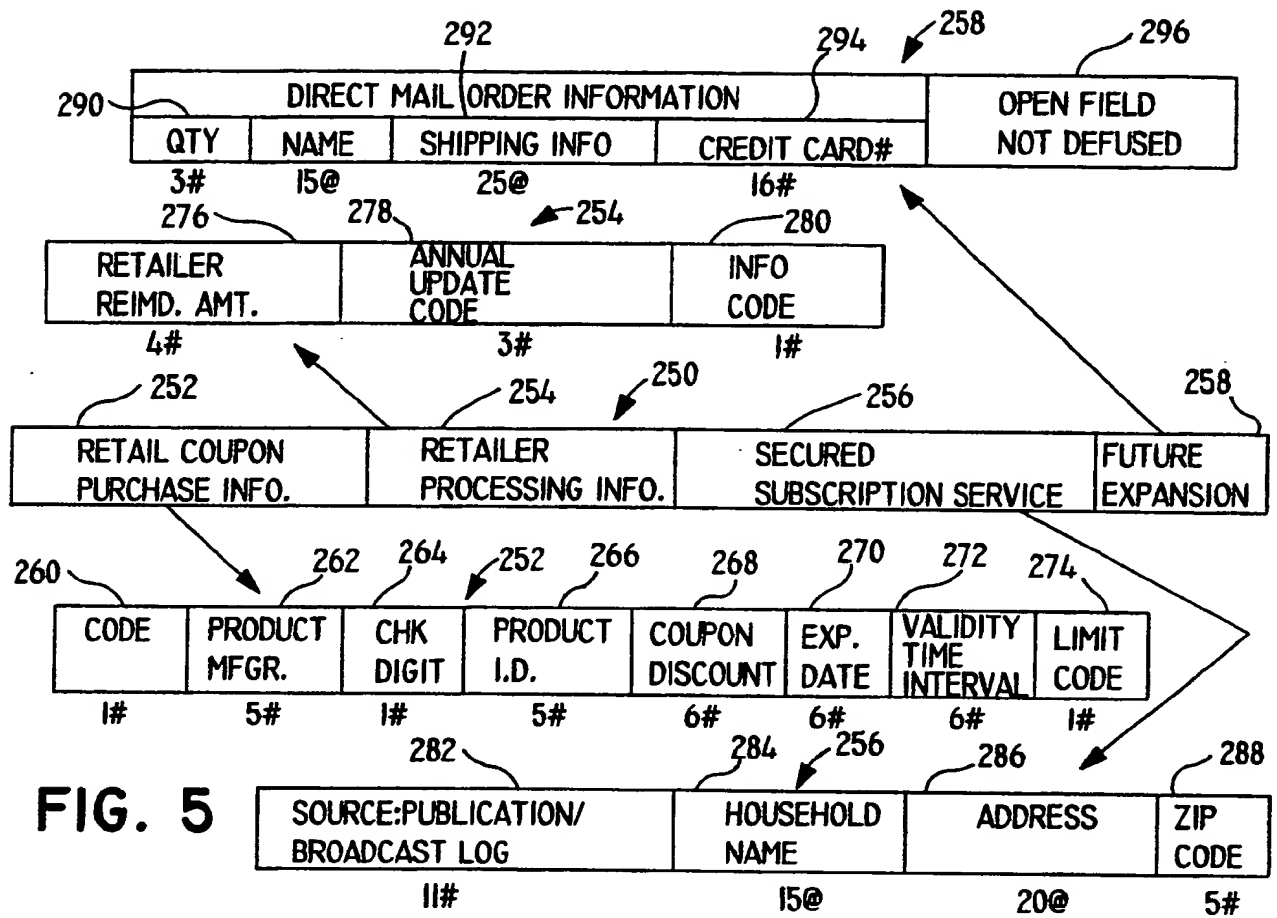 292 258 296
294
DIRECT MAIL ORDER INFORMATION
290
OPEN FIELD
NOT DEFUSED
QTY NAME SHIPPING INFO CREDIT CARD#
3# 15@ 25@ 16#
276 278 254 280
RETAILER
REIMD. AMT.
ANNUAL
UPDATE
CODE
INFO
CODE
4# 3# 1#
252 254 250 256 258
RETAIL COUPON
PURCHASE INFO.
RETAILER
PROCESSING INFO.
SECURED
SUBSCRIPTION SERVICE
FUTURE
EXPANSION
260 262 264 252 266 268 270 272 274
CODE
PRODUCT
MFGR.
CHK
DIGIT
PRODUCT
I.D.
COUPON
DISCOUNT
EXP.
DATE
VALIDITY
TIME
INTERVAL
LIMIT
CODE
1# 5# 1# 5# 6# 6# 6# 1#
282 284 256 286 288
FIG. 5
SOURCE:PUBLICATION/
BROADCAST LOG
HOUSEHOLD
NAME
ADDRESS
ZIP
CODE
11# 15@ 20@ 5#